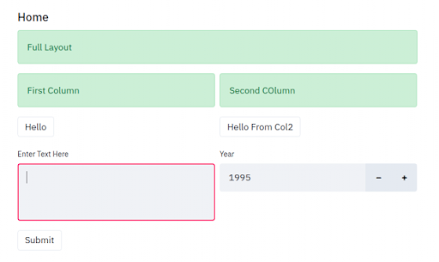 Home
Full Layout
First Column
Second COlumn
Hello
Hello From Col2
Enter Text Here
Year
1995
− +
Submit